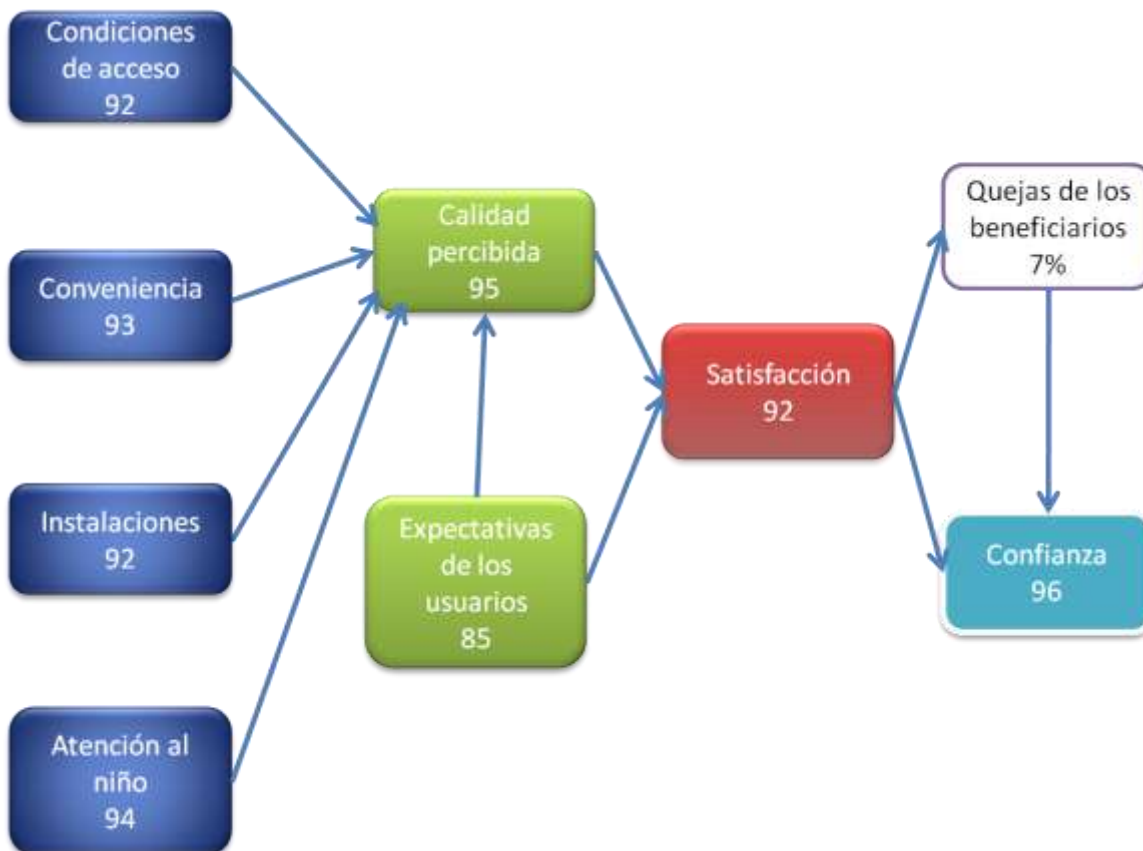 Condiciones
de acceso
92
Conveniencia
93
Instalaciones
92
Atención al
niño
94
Calidad
percibida
95
Expectativas
de los
usuarios
85
Satisfacción
92
Quejas de los
beneficiarios
7%
Confianza
96